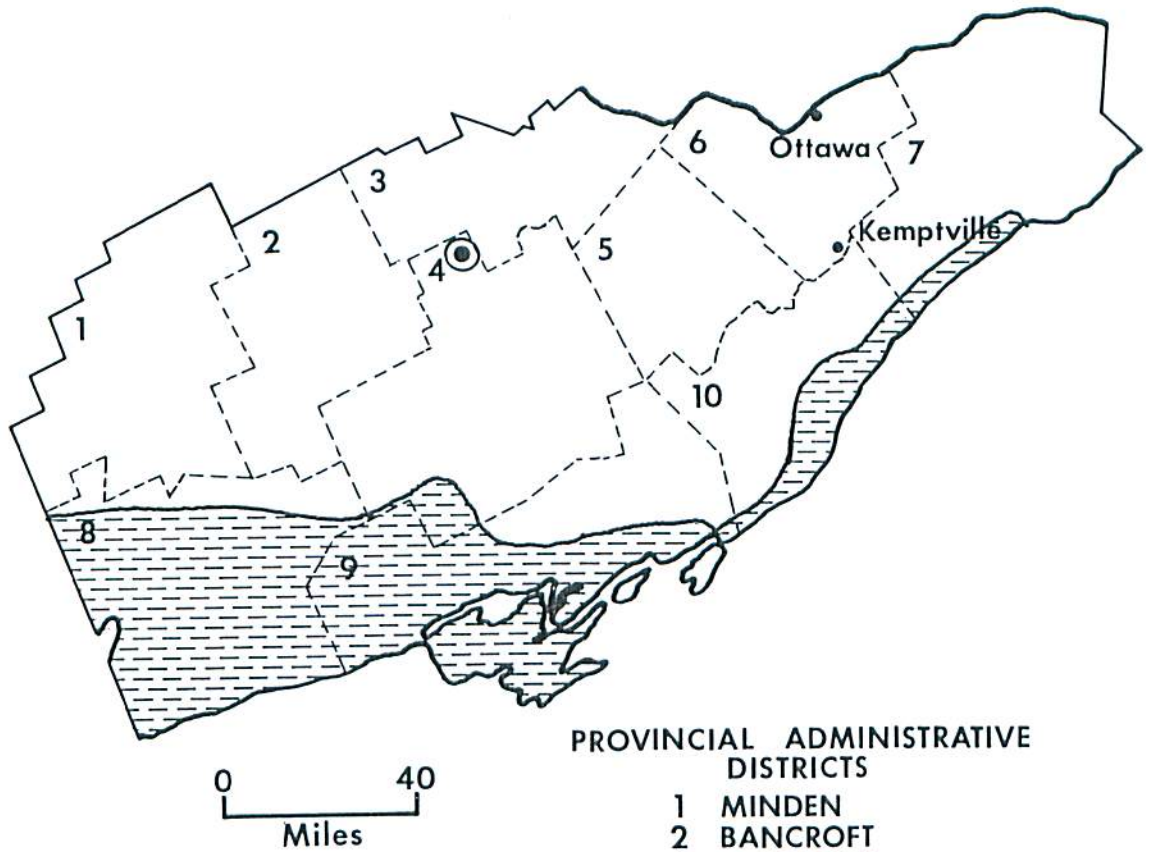 6
Ottawa
7
3
2
Kemptville
5
4
1
10
8
9
PROVINCIAL ADMINISTRATIVE
DISTRICTS
0 40
Miles
1 MINDEN
2 BANCROFT